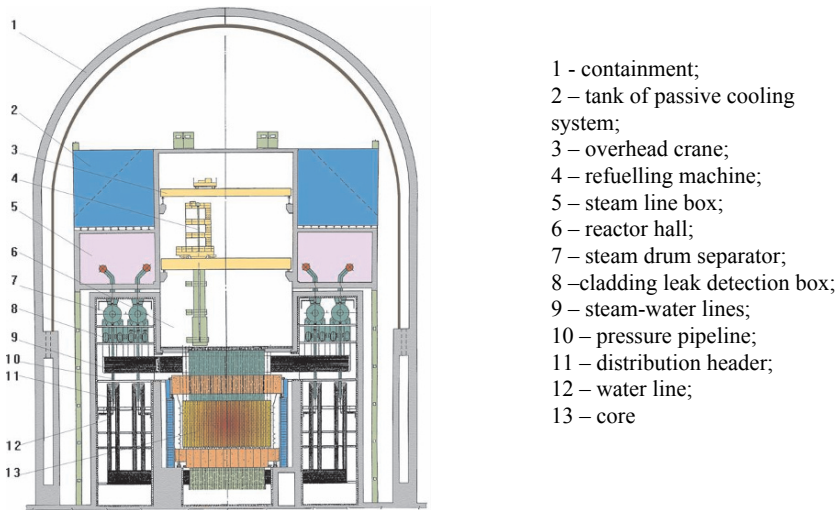 1
2
3
4
5
6
7
8
9
10
11
12
13
1 - containment;
2 – tank of passive cooling
system;
3 – overhead crane;
4 – refuelling machine;
5 – steam line box;
6 – reactor hall;
7 – steam drum separator;
8 –cladding leak detection box;
9 – steam-water lines;
10 – pressure pipeline;
11 – distribution header;
12 – water line;
13 – core